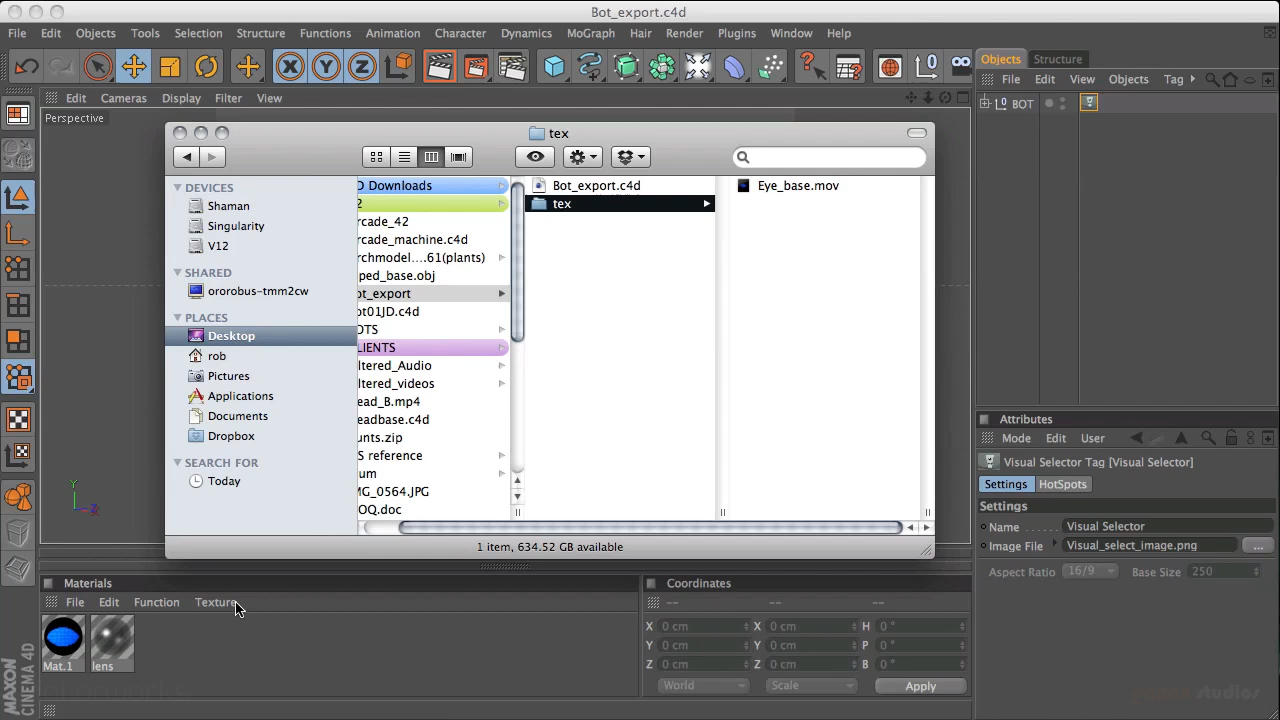 Bot_export.c4d
File Edit Objects Tools Selection Structure Functions Animation Character Dynamics MoGraph Hair Render Plugins Window Help
Objects Structure
File Edit View Objects Tag
BOT
Edit Cameras Display Filter View
Perspective
tex
DEVICES
Shaman
Singularity
V12
SHARED
ororobus-tmm2cw
PLACES
Desktop
rob
Pictures
Applications
Documents
Dropbox
SEARCH FOR
Today
D Downloads
2
rcade_42
rcade_machine.c4d
rchmodel....61(plants)
ped_base.obj
ot_export
ot01JD.c4d
OTS
LIENTS
ltered_Audio
ltered_videos
ead_B.mp4
eadbase.c4d
unts.zip
S reference
um
MG_0564.JPG
OQ.doc
Bot_export.c4d
tex
Eye_base.mov
1 item, 634.52 GB available
Attributes
Mode Edit User
Visual Selector Tag [Visual Selector]
Settings HotSpots
Settings
Name ...... Visual Selector
Image File Visual_select_image.png ...
Aspect Ratio 16/9 Base Size 250
Materials
File Edit Function Texture
Mat.1 lens
Coordinates
-- -- --
X 0 cm X 0 cm H 0 °
Y 0 cm Y 0 cm P 0 °
Z 0 cm Z 0 cm B 0 °
World Scale Apply
MAXON
CINEMA 4D
studios